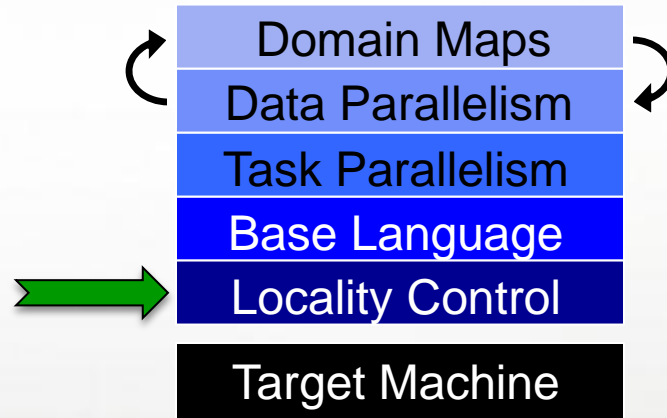 Domain Maps
Data Parallelism
Task Parallelism
Base Language
Locality Control
Target Machine